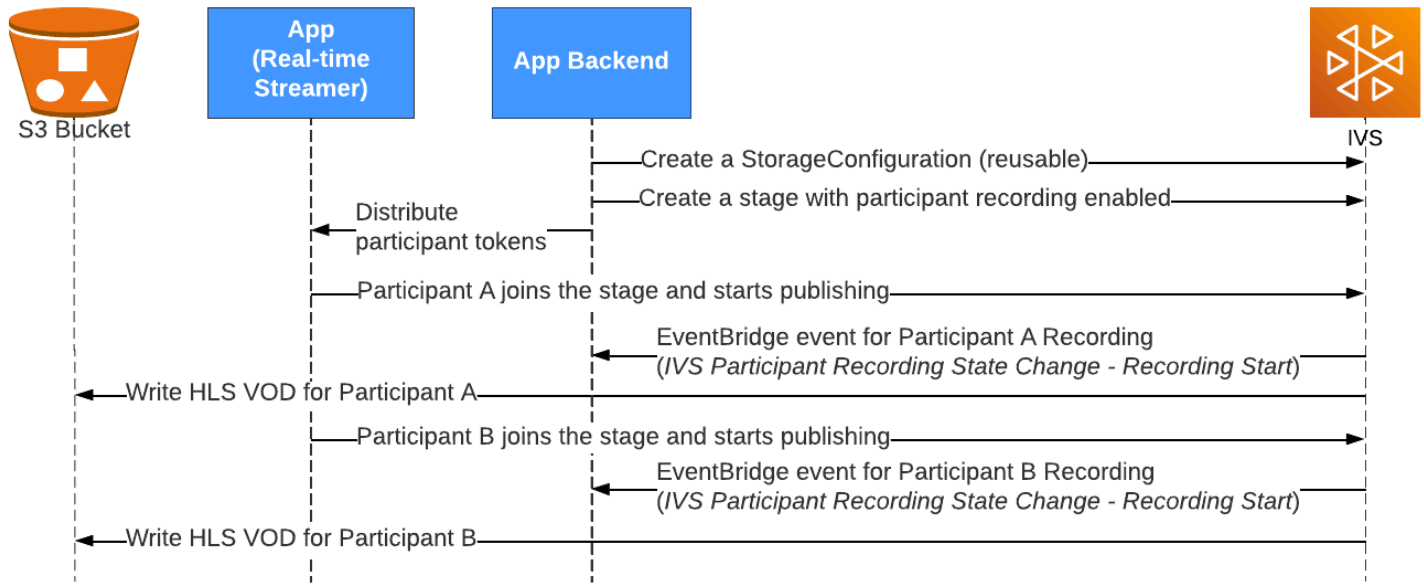 App
(Real-time
Streamer)
App Backend
S3 Bucket
IVS
Create a StorageConfiguration (reusable)
Create a stage with participant recording enabled
Distribute
participant tokens
Participant A joins the stage and starts publishing
EventBridge event for Participant A Recording
(IVS Participant Recording State Change - Recording Start)
Write HLS VOD for Participant A
Participant B joins the stage and starts publishing
EventBridge event for Participant B Recording
(IVS Participant Recording State Change - Recording Start)
Write HLS VOD for Participant B